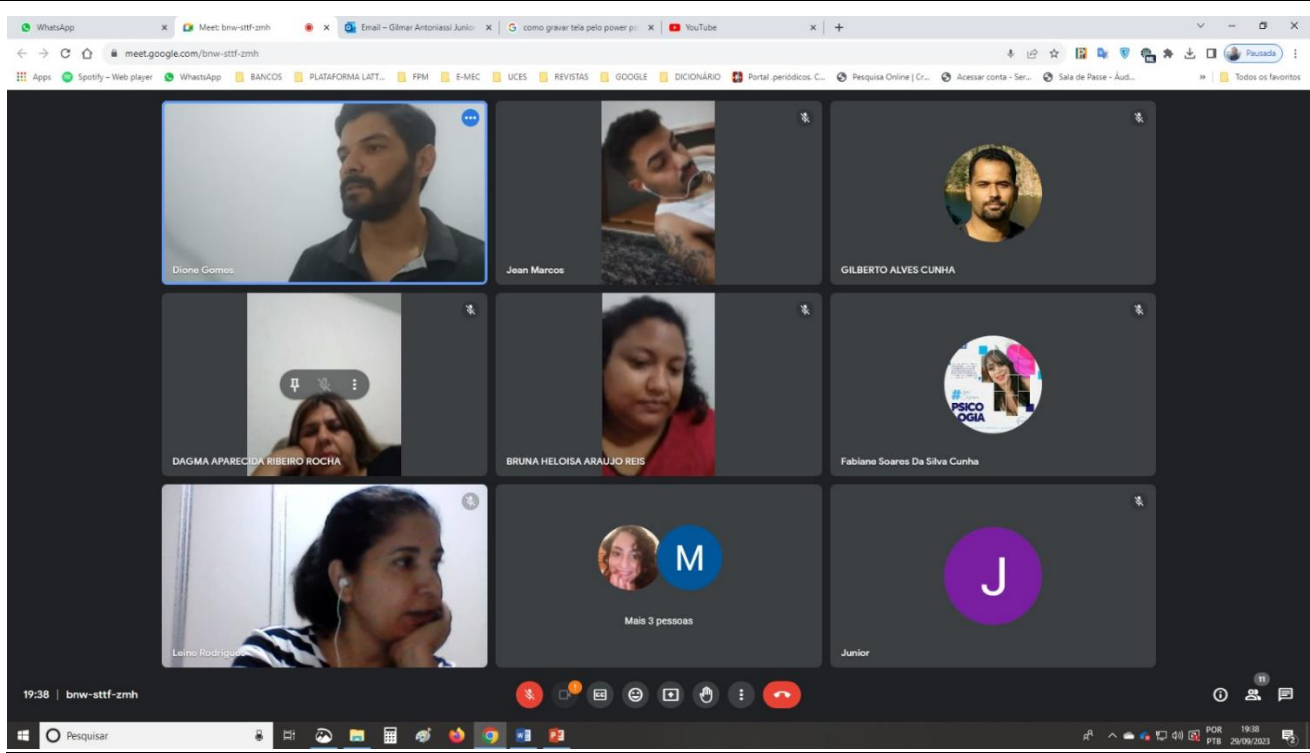 WhatsApp
Meet: bnw-sttf-zmh
Email – Gilmar Antoniassi Junior
como gravar tela pelo power po
YouTube
meet.google.com/bnw-sttf-zmh
Pausada
Apps
Spotify – Web player
WhastsApp
BANCOS
PLATAFORMA LATT...
FPM
E-MEC
UCES
REVISTAS
GOOGLE
DICIONÁRIO
Portal .periódicos. C...
Pesquisa Online | Cr...
Acessar conta - Ser...
Sala de Passe - Áud...
»
Todos os favoritos
Dione Gomes
Jean Marcos
GILBERTO ALVES CUNHA
DAGMA APARECIDA RIBEIRO ROCHA
BRUNA HELOISA ARAUJO REIS
#
PSICO
OGIA
Fabiane Soares Da Silva Cunha
Leine Rodrigues
M
Mais 3 pessoas
J
Junior
19:38 | bnw-sttf-zmh
11
Pesquisar
POR
PTB
19:38
29/09/2023